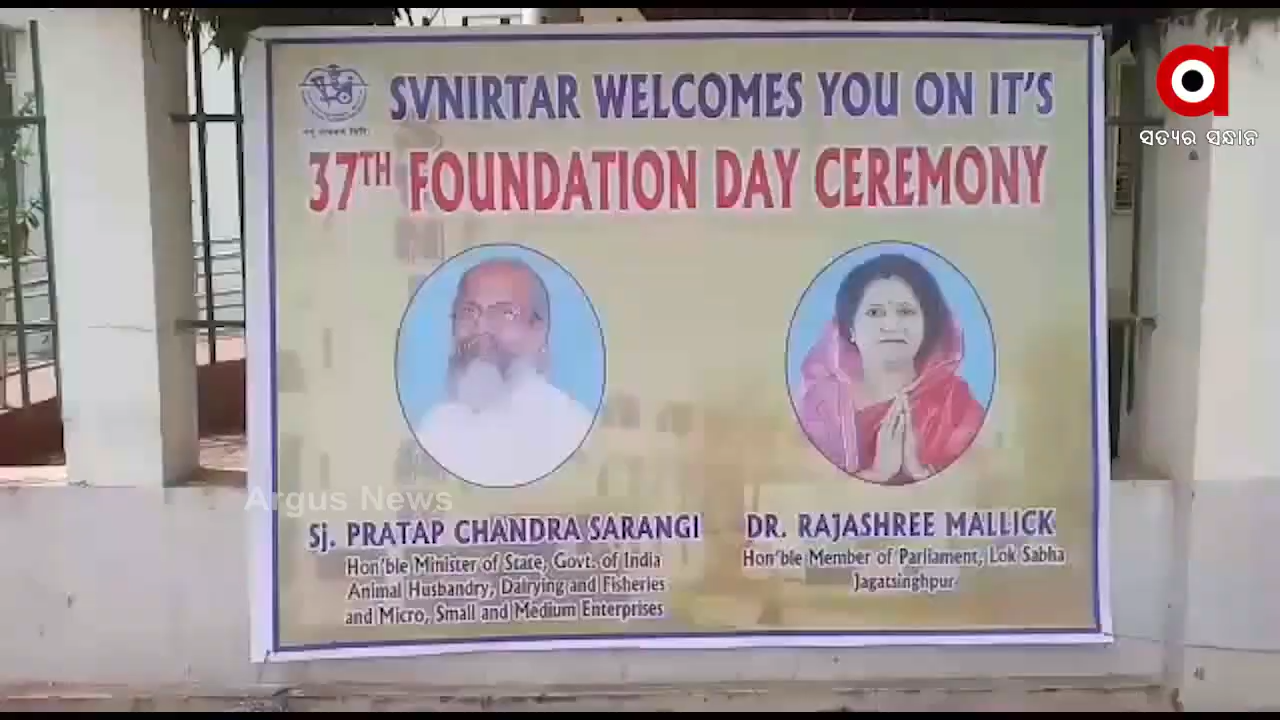 SVNIRTAR WELCOMES YOU ON IT'S
37TH FOUNDATION DAY CEREMONY
ସତ୍ୟର ସନ୍ଧାନ
Argus News
Sj. PRATAP CHANDRA SARANGI
Hon'ble Minister of State, Govt. of India
Animal Husbandry, Dairying and Fisheries
and Micro, Small and Medium Enterprises
DR. RAJASHREE MALLICK
Hon'ble Member of Parliament, Lok Sabha
Jagatsinghpur